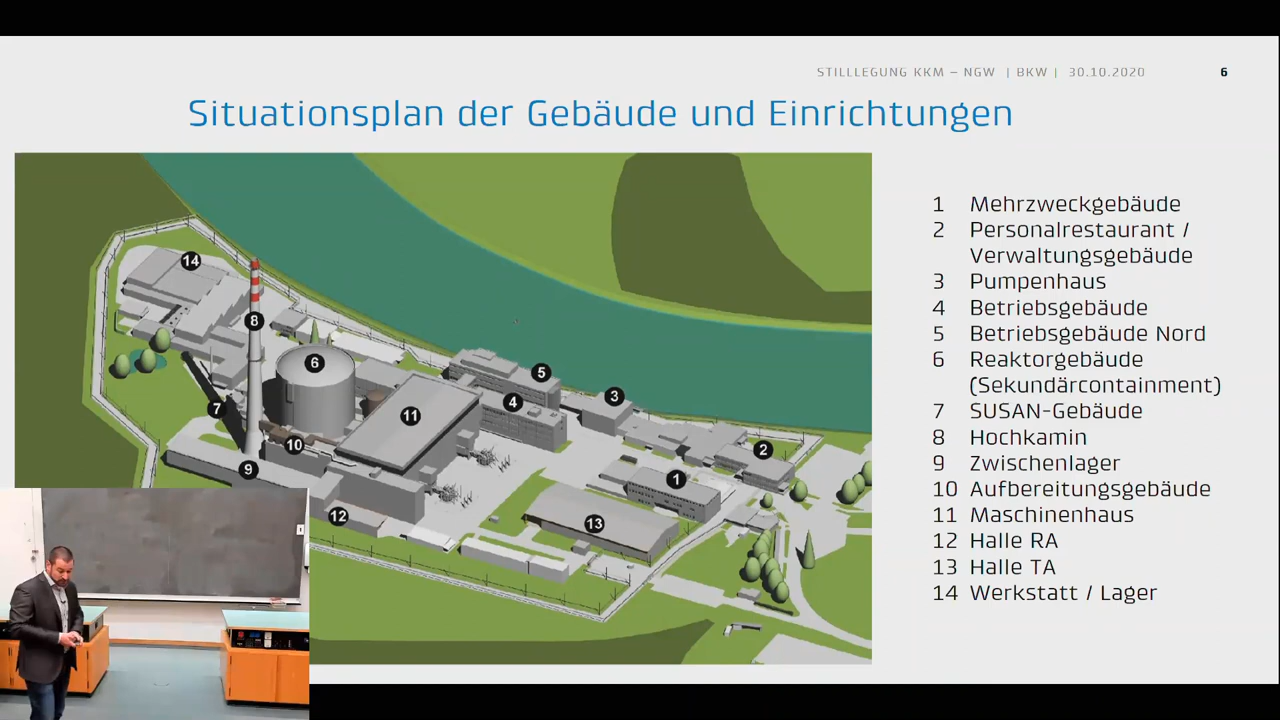 STILLLEGUNG KKM – NGW | BKW | 30.10.2020 6
Situationsplan der Gebäude und Einrichtungen
14
8
6
5
3
4
11
7
10
2
9
1
12
13
1 Mehrzweckgebäude
2 Personalrestaurant /
Verwaltungsgebäude
3 Pumpenhaus
4 Betriebsgebäude
5 Betriebsgebäude Nord
6 Reaktorgebäude
(Sekundärcontainment)
7 SUSAN-Gebäude
8 Hochkamin
9 Zwischenlager
10 Aufbereitungsgebäude
11 Maschinenhaus
12 Halle RA
13 Halle TA
14 Werkstatt / Lager